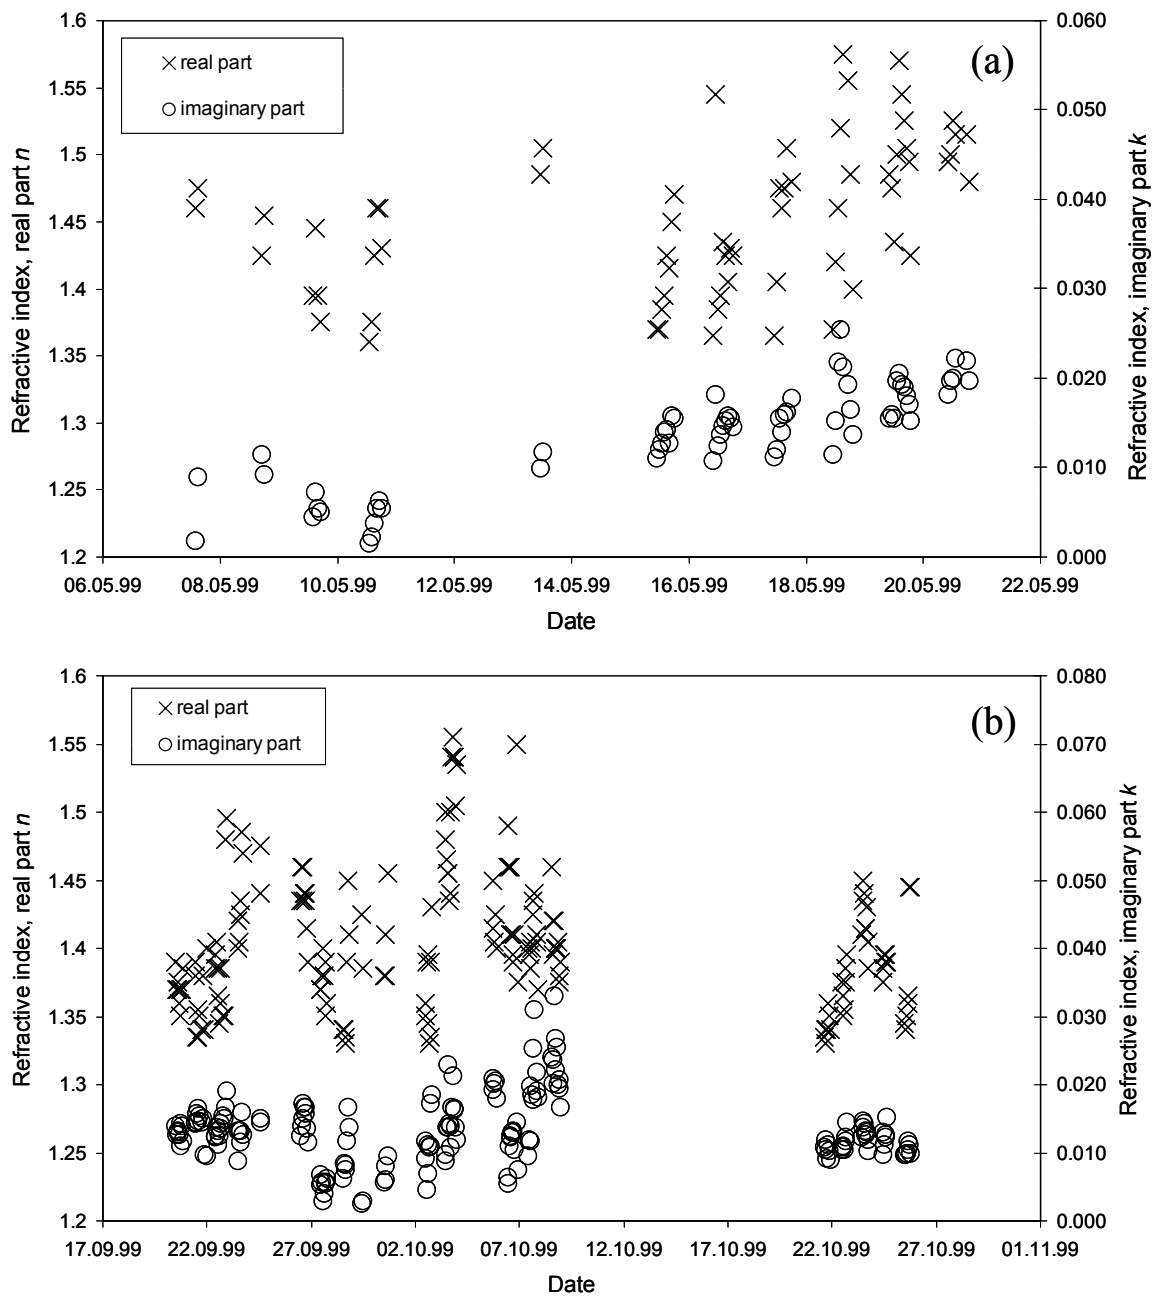 1.6
1.55
1.5
1.45
1.4
1.35
1.3
1.25
1.2
Refractive index, real part n
real part
imaginary part
(a)
0.060
0.050
0.040
0.030
0.020
0.010
0.000
Refractive index, imaginary part k
06.05.99 08.05.99 10.05.99 12.05.99 14.05.99 16.05.99 18.05.99 20.05.99 22.05.99
Date
1.6
1.55
1.5
1.45
1.4
1.35
1.3
1.25
1.2
Refractive index, real part n
real part
imaginary part
(b)
0.080
0.070
0.060
0.050
0.040
0.030
0.020
0.010
0.000
Refractive index, imaginary part k
17.09.99 22.09.99 27.09.99 02.10.99 07.10.99 12.10.99 17.10.99 22.10.99 27.10.99 01.11.99
Date